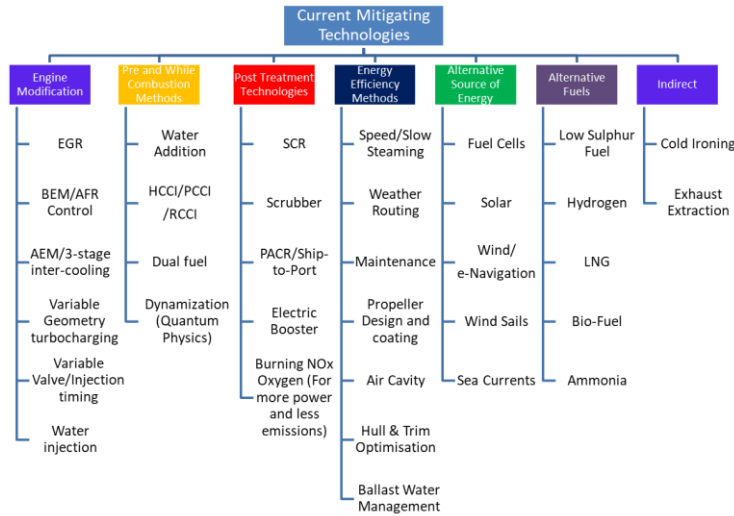 Current Mitigating
Technologies
Engine
Modification
EGR
BEM/AFR
Control
AEM/3-stage
inter-cooling
Variable
Geometry
turbocharging
Variable
Valve/Injection
timing
Water
injection
Pre and While
Combustion
Methods
Water
Addition
HCCI/PCCI
/RCCI
Dual fuel
Dynamization
(Quantum
Physics)
Post Treatment
Technologies
SCR
Scrubber
PACR/Ship-
to-Port
Electric
Booster
Burning NOx
Oxygen (For
more power
and less
emissions)
Energy
Efficiency
Methods
Speed/Slow
Steaming
Weather
Routing
Maintenance
Propeller
Design and
coating
Air Cavity
Hull & Trim
Optimisation
Ballast Water
Management
Alternative
Source of
Energy
Fuel Cells
Solar
Wind/
e-Navigation
Wind Sails
Sea Currents
Alternative
Fuels
Low Sulphur
Fuel
Hydrogen
LNG
Bio-Fuel
Ammonia
Indirect
Cold Ironing
Exhaust
Extraction